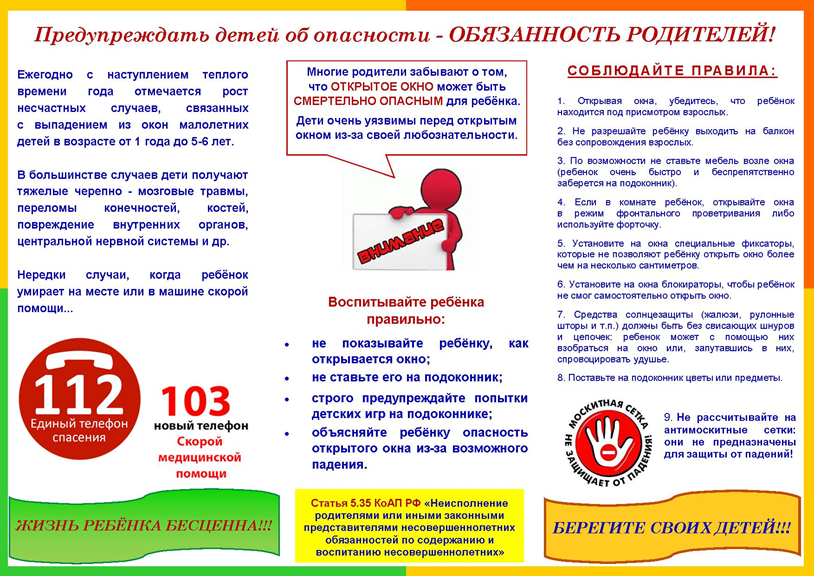 Предупреждать детей об опасности - ОБЯЗАННОСТЬ РОДИТЕЛЕЙ!
Ежегодно с наступлением теплого
времени года отмечается рост
несчастных случаев, связанных
с выпадением из окон малолетних
детей в возрасте от 1 года до 5-6 лет.
В большинстве случаев дети получают
тяжелые черепно - мозговые травмы,
переломы конечностей, костей,
повреждение внутренних органов,
центральной нервной системы и др.
Нередки случаи, когда ребёнок
умирает на месте или в машине скорой
помощи...
112
Единый телефон
спасения
103
новый телефон
Скорой
медицинской
помощи
ЖИЗНЬ РЕБЁНКА БЕСЦЕННА!!!
Многие родители забывают о том,
что ОТКРЫТОЕ ОКНО может быть
СМЕРТЕЛЬНО ОПАСНЫМ для ребёнка.
Дети очень уязвимы перед открытым
окном из-за своей любознательности.
внимание
Воспитывайте ребёнка
правильно:
• не показывайте ребёнку, как
открывается окно;
• не ставьте его на подоконник;
• строго предупреждайте попытки
детских игр на подоконнике;
• объясняйте ребёнку опасность
открытого окна из-за возможного
падения.
Статья 5.35 КоАП РФ «Неисполнение
родителями или иными законными
представителями несовершеннолетних
обязанностей по содержанию и
воспитанию несовершеннолетних»
СОБЛЮДАЙТЕ ПРАВИЛА:
1. Открывая окна, убедитесь, что ребёнок
находится под присмотром взрослых.
2. Не разрешайте ребёнку выходить на балкон
без сопровождения взрослых.
3. По возможности не ставьте мебель возле окна
(ребенок очень быстро и беспрепятственно
заберется на подоконник).
4. Если в комнате ребёнок, открывайте окна
в режим фронтального проветривания либо
используйте форточку.
5. Установите на окна специальные фиксаторы,
которые не позволяют ребёнку открыть окно более
чем на несколько сантиметров.
6. Установите на окна блокираторы, чтобы ребёнок
не смог самостоятельно открыть окно.
7. Средства солнцезащиты (жалюзи, рулонные
шторы и т.п.) должны быть без свисающих шнуров
и цепочек: ребенок может с помощью них
взобраться на окно или, запутавшись в них,
спровоцировать удушье.
8. Поставьте на подоконник цветы или предметы.
МОСКИТНАЯ СЕТКА
НЕ ЗАЩИЩАЕТ ОТ ПАДЕНИЯ!
9. Не рассчитывайте на
антимоскитные сетки:
они не предназначены
для защиты от падений!
БЕРЕГИТЕ СВОИХ ДЕТЕЙ!!!